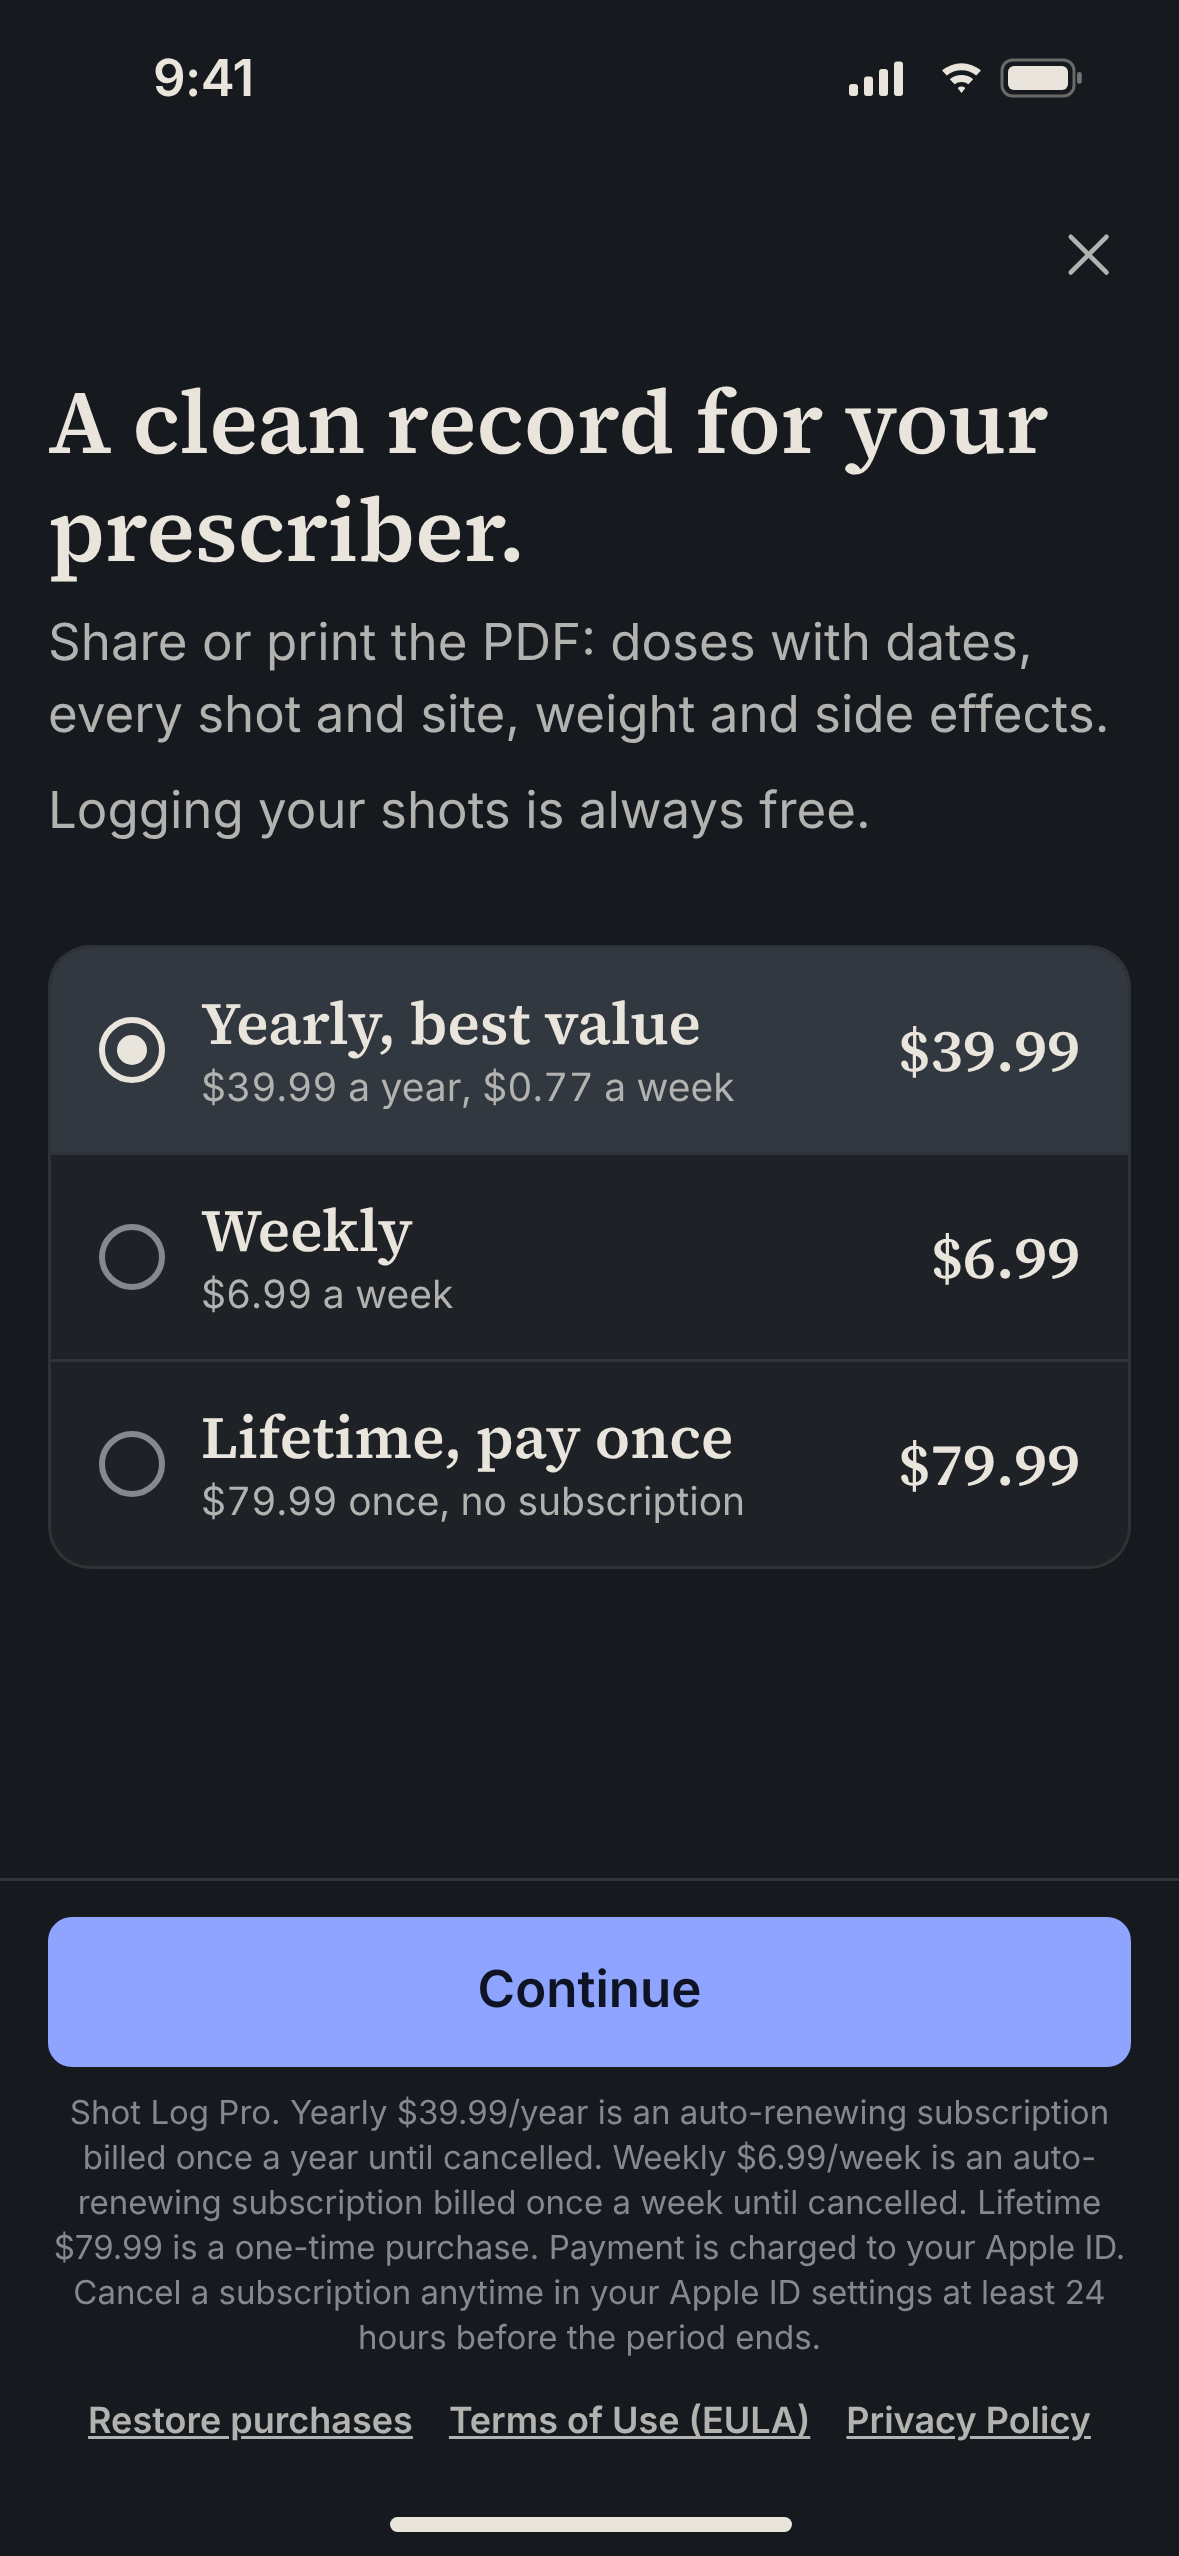 9:41
A clean record for your
prescriber.
Share or print the PDF: doses with dates,
every shot and site, weight and side effects.
Logging your shots is always free.
Yearly, best value
$39.99 a year, $0.77 a week
$39.99
Weekly
$6.99 a week
$6.99
Lifetime, pay once
$79.99 once, no subscription
$79.99
Continue
Shot Log Pro. Yearly $39.99/year is an auto-renewing subscription
billed once a year until cancelled. Weekly $6.99/week is an auto-
renewing subscription billed once a week until cancelled. Lifetime
$79.99 is a one-time purchase. Payment is charged to your Apple ID.
Cancel a subscription anytime in your Apple ID settings at least 24
hours before the period ends.
Restore purchases Terms of Use (EULA) Privacy Policy